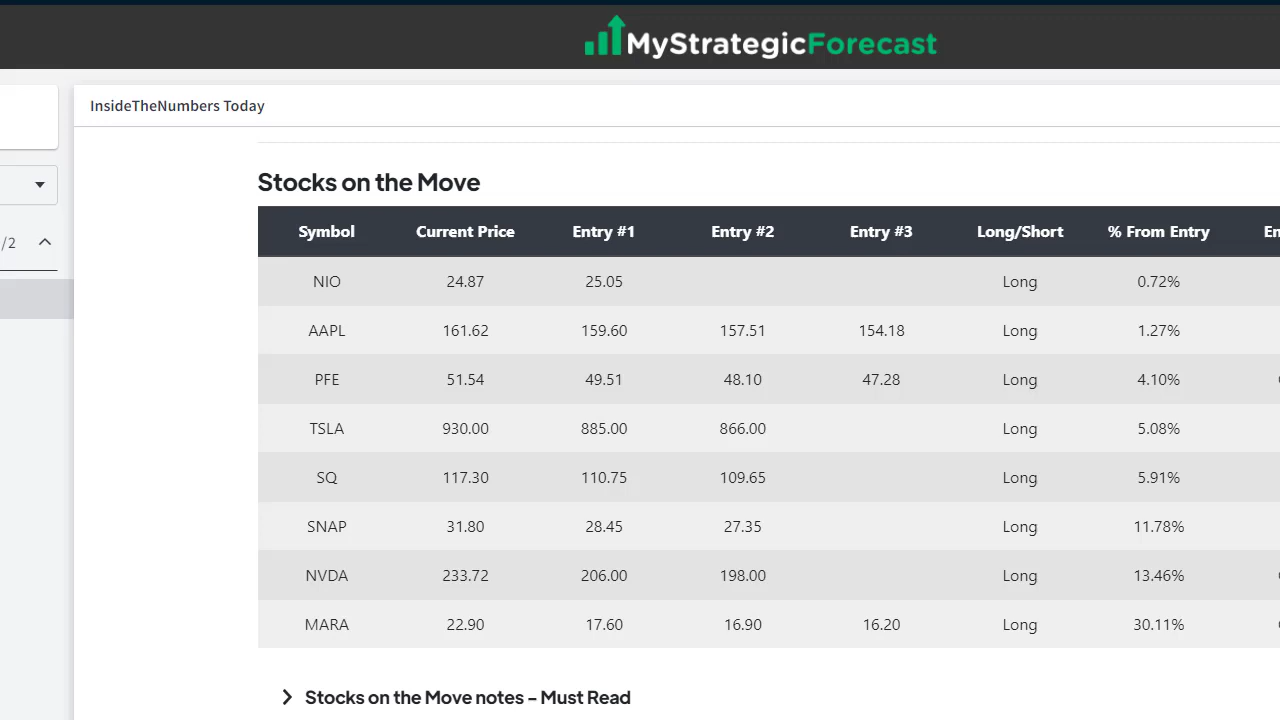 MyStrategicForecast
InsideTheNumbers Today
/2
Stocks on the Move
Symbol Current Price Entry #1 Entry #2 Entry #3 Long/Short % From Entry En
NIO 24.87 25.05 Long 0.72%
AAPL 161.62 159.60 157.51 154.18 Long 1.27%
PFE 51.54 49.51 48.10 47.28 Long 4.10%
TSLA 930.00 885.00 866.00 Long 5.08%
SQ 117.30 110.75 109.65 Long 5.91%
SNAP 31.80 28.45 27.35 Long 11.78%
NVDA 233.72 206.00 198.00 Long 13.46%
MARA 22.90 17.60 16.90 16.20 Long 30.11%
Stocks on the Move notes – Must Read